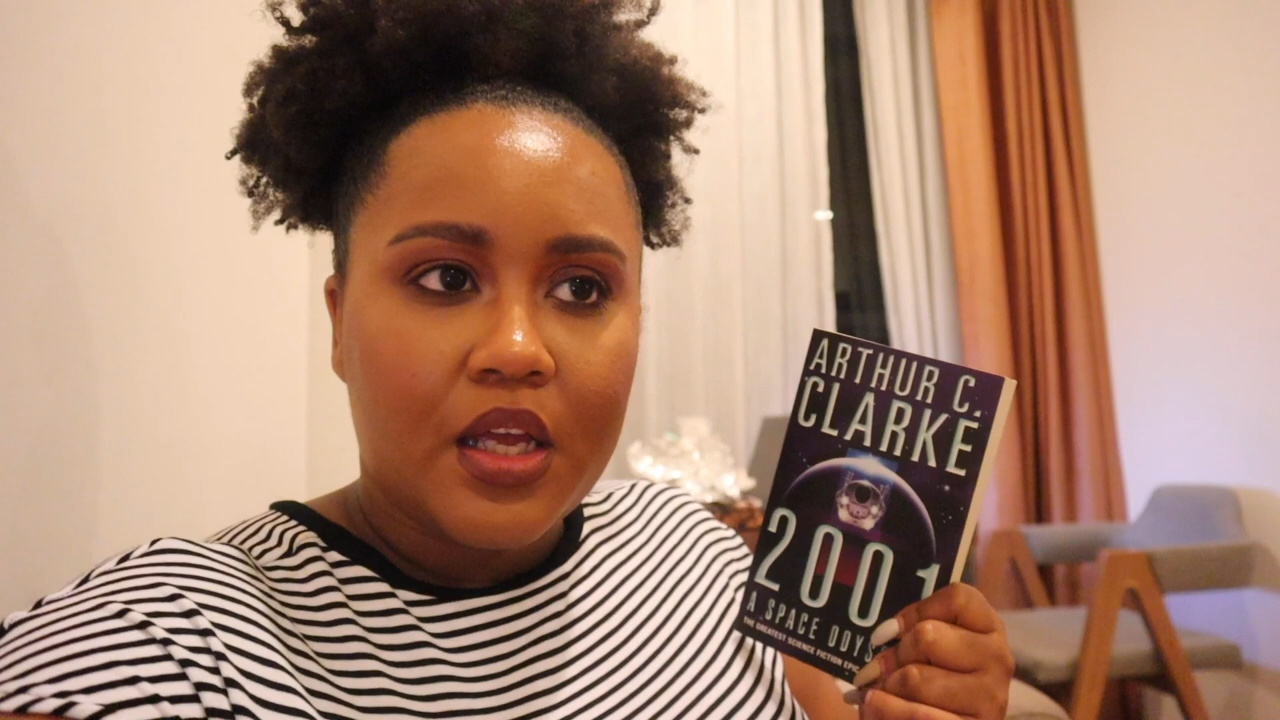 ARTHUR C.
CLARKE
2001
A SPACE ODYS
THE GREATEST SCIENCE FICTION EPIC